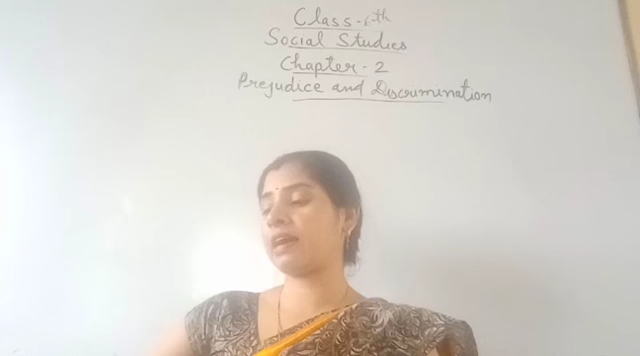 Class-6th
Social Studies
Chapter-2
Prejudice and Discrimination